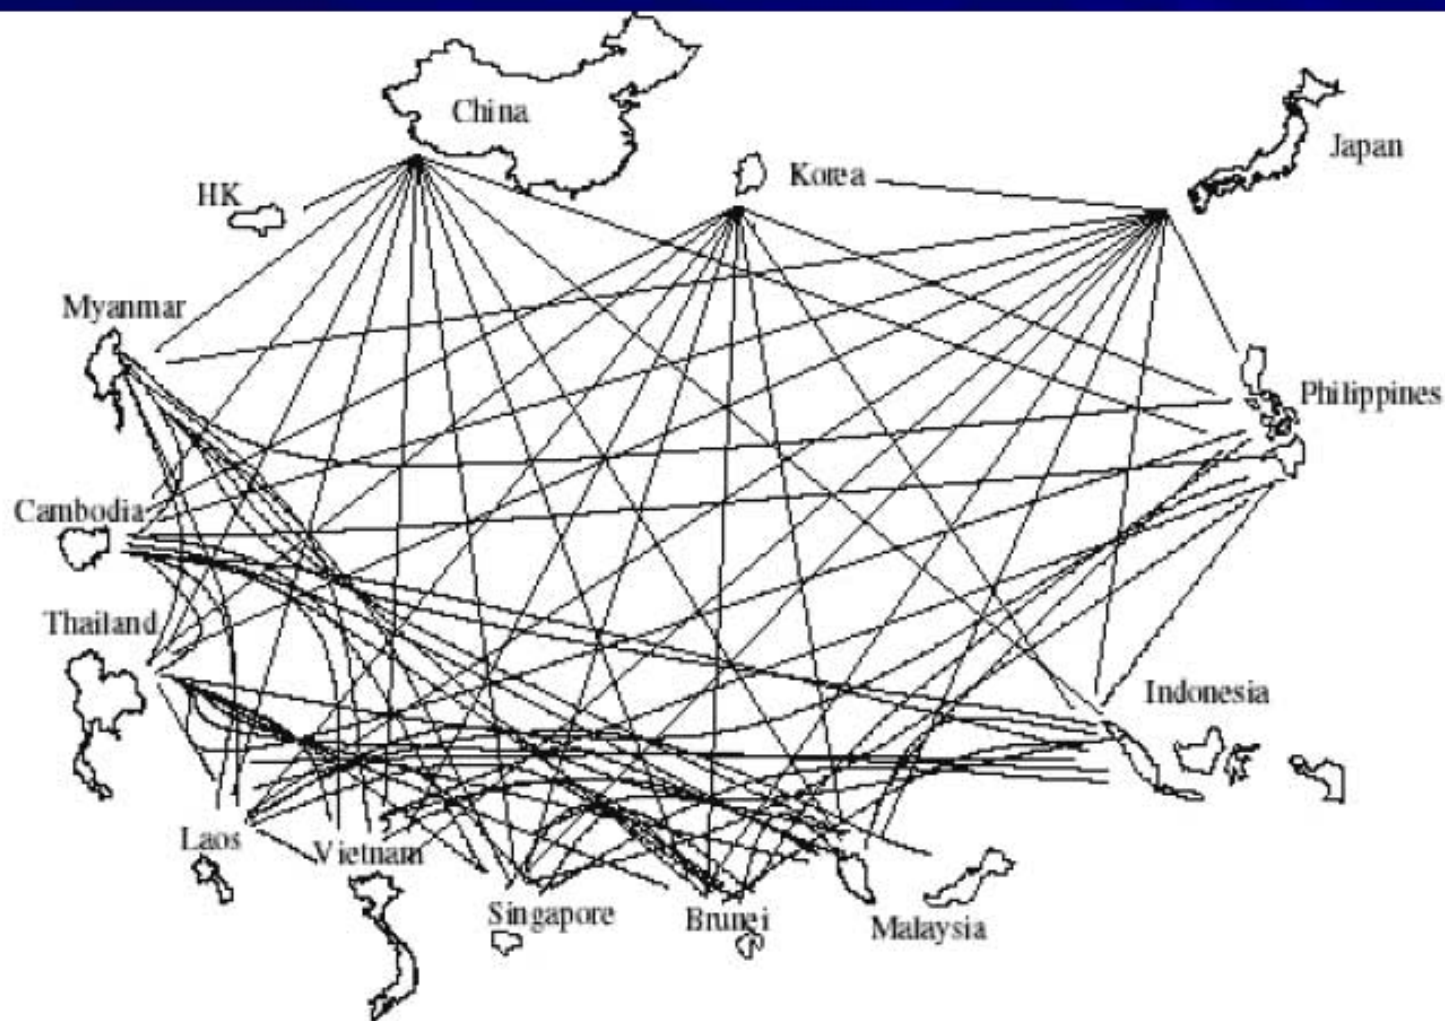 China
Japan
Korea
HK
Myanmar
Philippines
Cambodia
Thailand
Indonesia
Laos
Vietnam
Singapore
Brunei
Malaysia